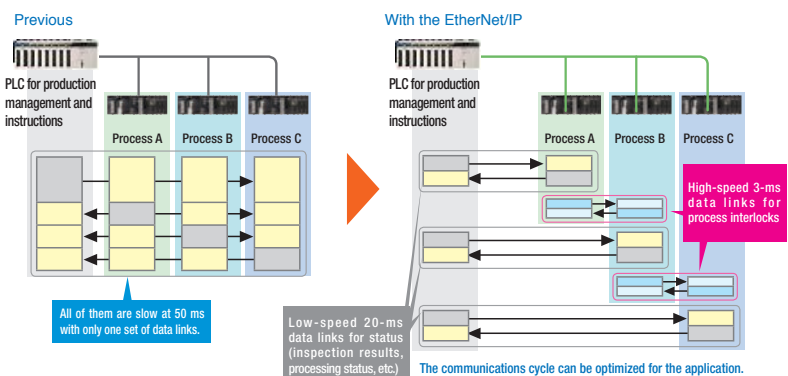 Previous
PLC for production
management and
instructions
Process A
Process B
Process C
All of them are slow at 50 ms
with only one set of data links.
With the EtherNet/IP
PLC for production
management and
instructions
Process A
Process B
Process C
High-speed 3-ms
data links for
process interlocks
Low-speed 20-ms
data links for status
(inspection results,
processing status, etc.)
The communications cycle can be optimized for the application.